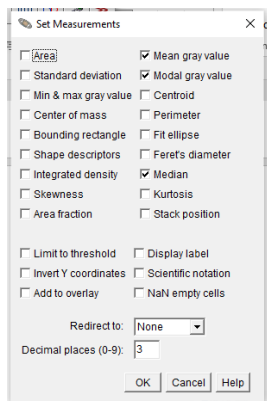 Set Measurements
Area Mean gray value
Standard deviation Modal gray value
Min & max gray value Centroid
Center of mass Perimeter
Bounding rectangle Fit ellipse
Shape descriptors Feret's diameter
Integrated density Median
Skewness Kurtosis
Area fraction Stack position
Limit to threshold Display label
Invert Y coordinates Scientific notation
Add to overlay NaN empty cells
Redirect to: None
Decimal places (0-9): 3
OK Cancel Help